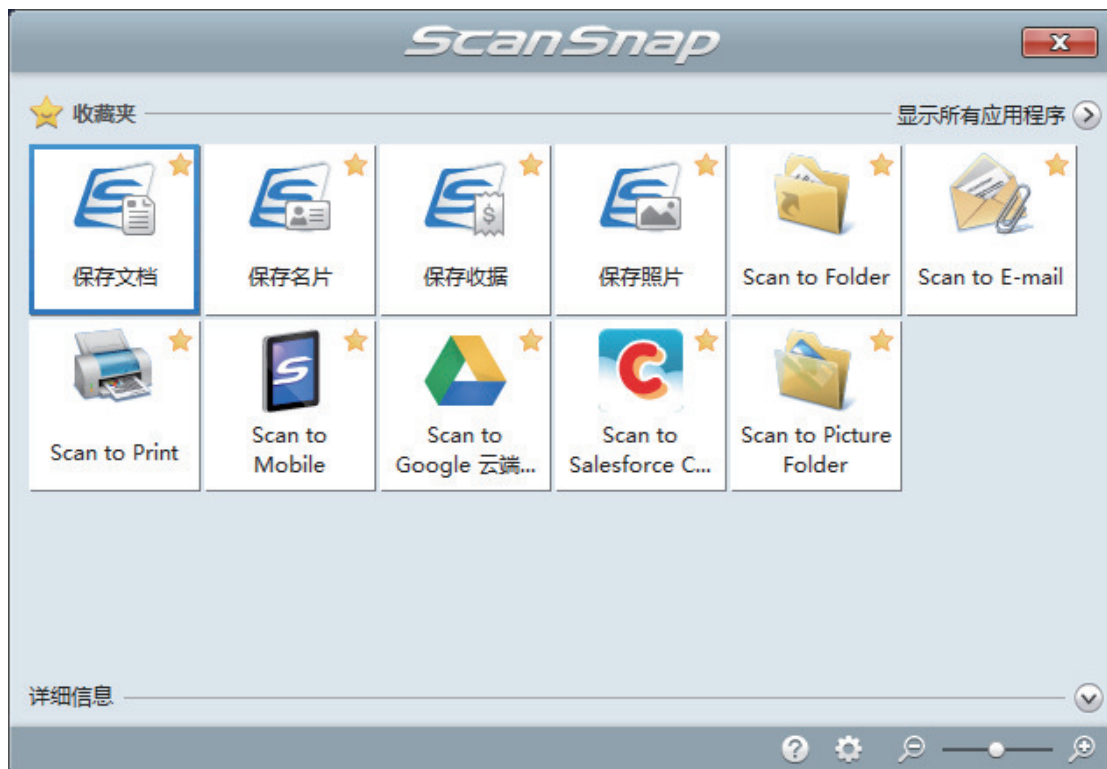 ScanSnap
收藏夹
显示所有应用程序
保存文档
保存名片
保存收据
保存照片
Scan to Folder
Scan to E-mail
Scan to Print
Scan to
Mobile
Scan to
Google 云端...
Scan to
Salesforce C...
Scan to Picture
Folder
详细信息